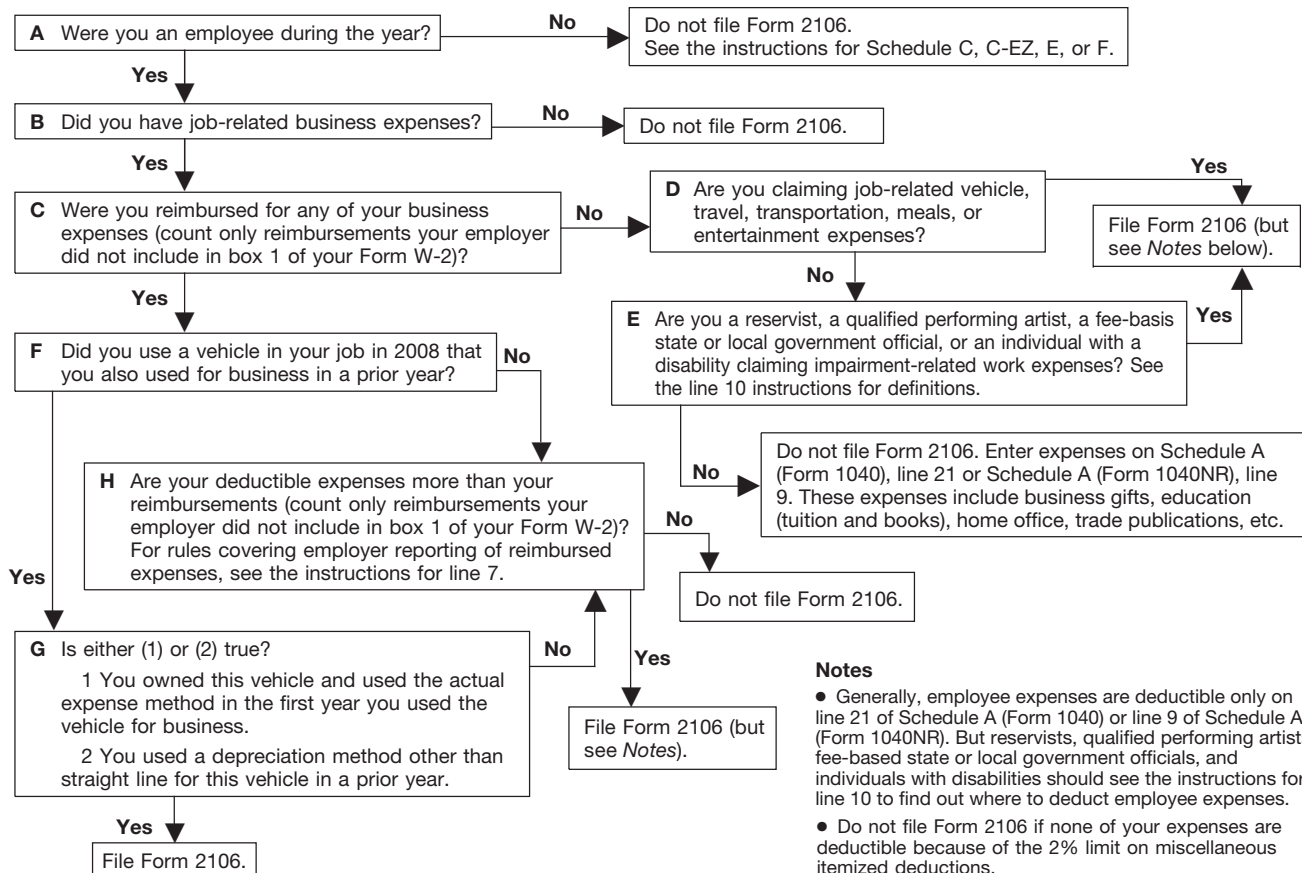 A Were you an employee during the year?
No
Do not file Form 2106.
See the instructions for Schedule C, C-EZ, E, or F.
Yes
B Did you have job-related business expenses?
No
Do not file Form 2106.
Yes
C Were you reimbursed for any of your business
expenses (count only reimbursements your employer
did not include in box 1 of your Form W-2)?
No
D Are you claiming job-related vehicle,
travel, transportation, meals, or
entertainment expenses?
Yes
File Form 2106 (but
see Notes below).
No
Yes
E Are you a reservist, a qualified performing artist, a fee-basis
state or local government official, or an individual with a
disability claiming impairment-related work expenses? See
the line 10 instructions for definitions.
Yes
F Did you use a vehicle in your job in 2008 that
you also used for business in a prior year?
No
No
Do not file Form 2106. Enter expenses on Schedule A
(Form 1040), line 21 or Schedule A (Form 1040NR), line
9. These expenses include business gifts, education
(tuition and books), home office, trade publications, etc.
H Are your deductible expenses more than your
reimbursements (count only reimbursements your
employer did not include in box 1 of your Form W-2)?
For rules covering employer reporting of reimbursed
expenses, see the instructions for line 7.
No
Do not file Form 2106.
Yes
G Is either (1) or (2) true?
1 You owned this vehicle and used the actual
expense method in the first year you used the
vehicle for business.
2 You used a depreciation method other than
straight line for this vehicle in a prior year.
No
Yes
File Form 2106 (but
see Notes).
Yes
File Form 2106.
Notes
● Generally, employee expenses are deductible only on
line 21 of Schedule A (Form 1040) or line 9 of Schedule A
(Form 1040NR). But reservists, qualified performing artist
fee-based state or local government officials, and
individuals with disabilities should see the instructions for
line 10 to find out where to deduct employee expenses.
● Do not file Form 2106 if none of your expenses are
deductible because of the 2% limit on miscellaneous
itemized deductions.